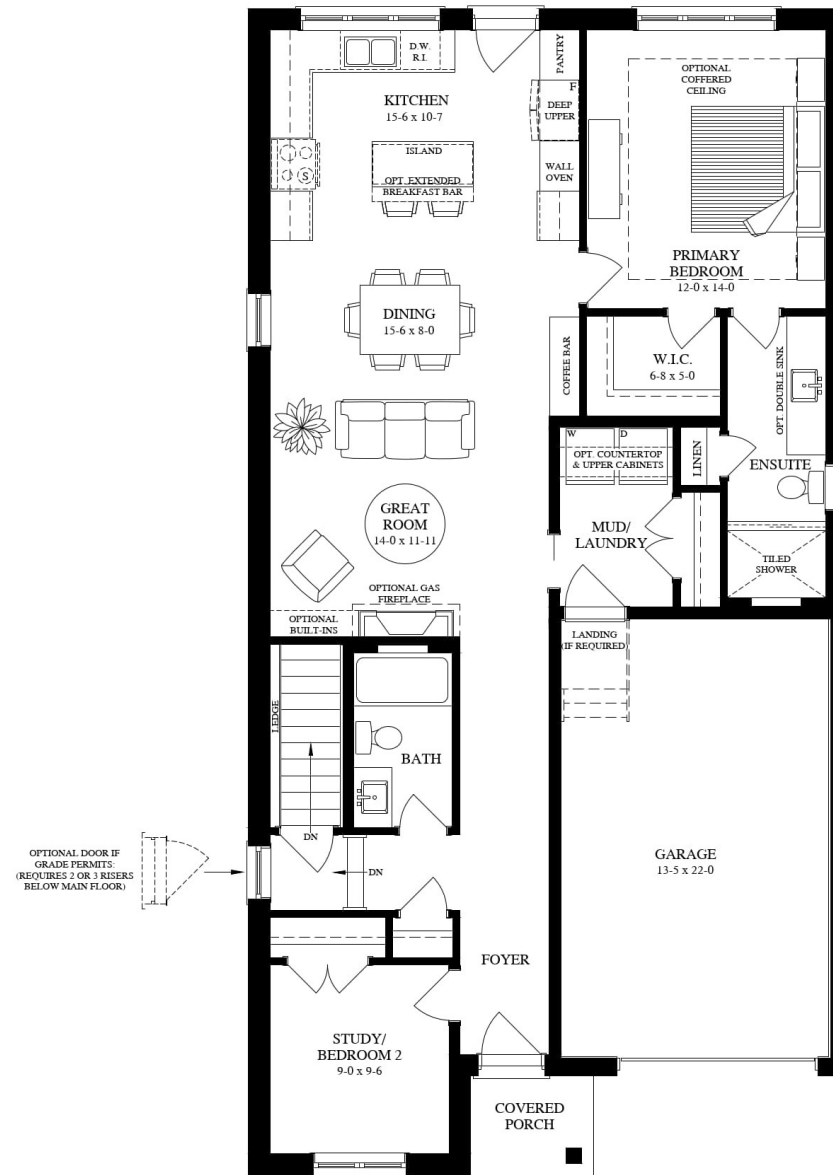 D.W.
R.I.
PANTRY
F
DEEP
UPPER
WALL
OVEN
KITCHEN
15-6 x 10-7
S
ISLAND
OPT. EXTENDED
BREAKFAST BAR
OPTIONAL
COFFERED
CEILING
PRIMARY
BEDROOM
12-0 x 14-0
DINING
15-6 x 8-0
COFFEE BAR
W.I.C.
6-8 x 5-0
OPT. DOUBLE SINK
ENSUITE
LINEN
W
D
OPT. COUNTERTOP
& UPPER CABINETS
MUD/
LAUNDRY
TILED
SHOWER
GREAT
ROOM
14-0 x 11-11
OPTIONAL GAS
FIREPLACE
OPTIONAL
BUILT-INS
LANDING
(IF REQUIRED)
LEDGE
BATH
DN
DN
OPTIONAL DOOR IF
GRADE PERMITS:
(REQUIRES 2 OR 3 RISERS
BELOW MAIN FLOOR)
GARAGE
13-5 x 22-0
FOYER
STUDY/
BEDROOM 2
9-0 x 9-6
COVERED
PORCH